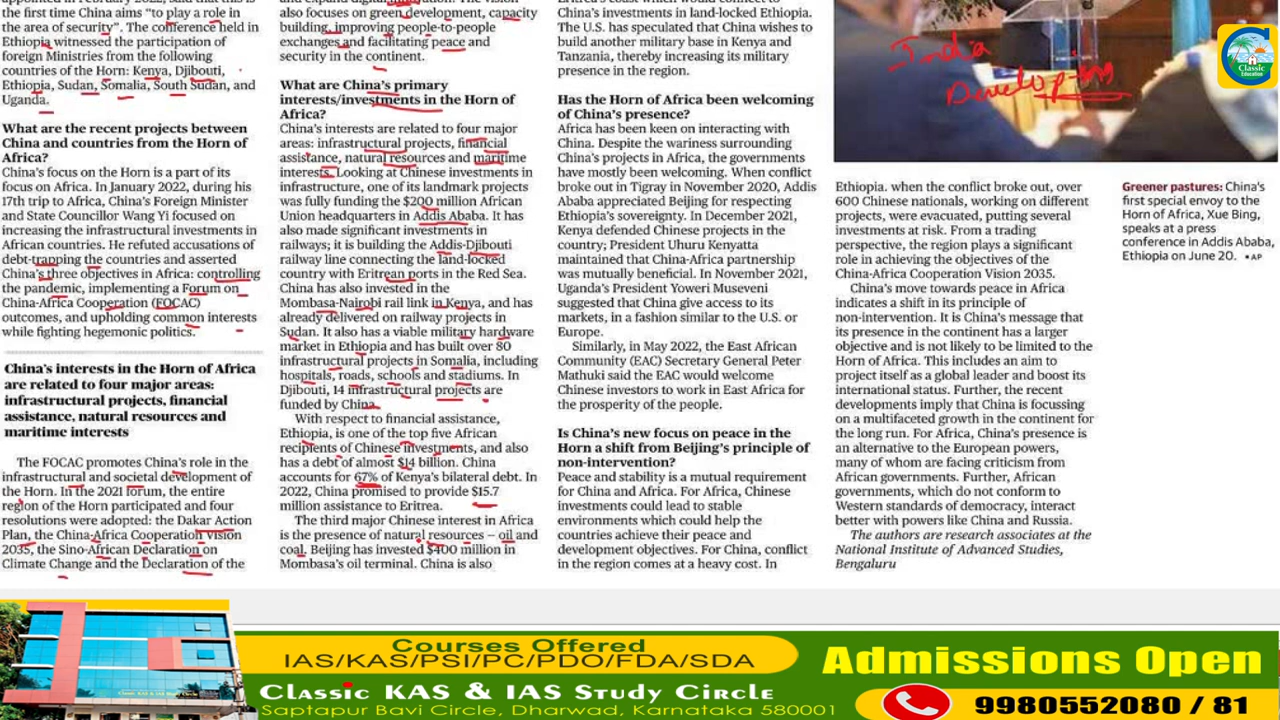 appointed in February 2022, said that this is
the first time China aims "to play a role in
the area of security". The conference held in
Ethiopia witnessed the participation of
foreign Ministries from the following
countries of the Horn: Kenya, Djibouti,
Ethiopia, Sudan, Somalia, South Sudan, and
Uganda.
What are the recent projects between
China and countries from the Horn of
Africa?
China's focus on the Horn is a part of its
focus on Africa. In January 2022, during his
17th trip to Africa, China's Foreign Minister
and State Councillor Wang Yi focused on
increasing the infrastructural investments in
African countries. He refuted accusations of
debt-trapping the countries and asserted
China's three objectives in Africa: controlling
the pandemic, implementing a Forum on
China-Africa Cooperation (FOCAC)
outcomes, and upholding common interests
while fighting hegemonic politics.
China's interests in the Horn of Africa
are related to four major areas:
infrastructural projects, financial
assistance, natural resources and
maritime interests
The FOCAC promotes China's role in the
infrastructural and societal development of
the Horn. In the 2021 forum, the entire
region of the Horn participated and four
resolutions were adopted: the Dakar Action
Plan, the China-Africa Cooperation Vision
2035, the Sino-African Declaration on
Climate Change and the Declaration of the
and expand digital innovation. The vision
also focuses on green development, capacity
building, improving people-to-people
exchanges and facilitating peace and
security in the continent.
What are China's primary
interests/investments in the Horn of
Africa?
China's interests are related to four major
areas: infrastructural projects, financial
assistance, natural resources and maritime
interests. Looking at Chinese investments in
infrastructure, one of its landmark projects
was fully funding the $200 million African
Union headquarters in Addis Ababa. It has
also made significant investments in
railways; it is building the Addis-Djibouti
railway line connecting the land-locked
country with Eritrean ports in the Red Sea.
China has also invested in the
Mombasa-Nairobi rail link in Kenya, and has
already delivered on railway projects in
Sudan. It also has a viable military hardware
market in Ethiopia and has built over 80
infrastructural projects in Somalia, including
hospitals, roads, schools and stadiums. In
Djibouti, 14 infrastructural projects are
funded by China.
With respect to financial assistance,
Ethiopia, is one of the top five African
recipients of Chinese investments, and also
has a debt of almost $14 billion. China
accounts for 67% of Kenya's bilateral debt. In
2022, China promised to provide $15.7
million assistance to Eritrea.
The third major Chinese interest in Africa
is the presence of natural resources – oil and
coal. Beijing has invested $400 million in
Mombasa's oil terminal. China is also
Eritrea's coast which would connect to
China's investments in land-locked Ethiopia.
The U.S. has speculated that China wishes to
build another military base in Kenya and
Tanzania, thereby increasing its military
presence in the region.
Has the Horn of Africa been welcoming
of China's presence?
Africa has been keen on interacting with
China. Despite the wariness surrounding
China's projects in Africa, the governments
have mostly been welcoming. When conflict
broke out in Tigray in November 2020, Addis
Ababa appreciated Beijing for respecting
Ethiopia's sovereignty. In December 2021,
Kenya defended Chinese projects in the
country; President Uhuru Kenyatta
maintained that China-Africa partnership
was mutually beneficial. In November 2021,
Uganda's President Yoweri Museveni
suggested that China give access to its
markets, in a fashion similar to the U.S. or
Europe.
Similarly, in May 2022, the East African
Community (EAC) Secretary General Peter
Mathuki said the EAC would welcome
Chinese investors to work in East Africa for
the prosperity of the people.
Is China's new focus on peace in the
Horn a shift from Beijing's principle of
non-intervention?
Peace and stability is a mutual requirement
for China and Africa. For Africa, Chinese
investments could lead to stable
environments which could help the
countries achieve their peace and
development objectives. For China, conflict
in the region comes at a heavy cost. In
India
Developing
Classic
Education
Ethiopia. when the conflict broke out, over
600 Chinese nationals, working on different
projects, were evacuated, putting several
investments at risk. From a trading
perspective, the region plays a significant
role in achieving the objectives of the
China-Africa Cooperation Vision 2035.
China's move towards peace in Africa
indicates a shift in its principle of
non-intervention. It is China's message that
its presence in the continent has a larger
objective and is not likely to be limited to the
Horn of Africa. This includes an aim to
project itself as a global leader and boost its
international status. Further, the recent
developments imply that China is focussing
on a multifaceted growth in the continent for
the long run. For Africa, China's presence is
an alternative to the European powers,
many of whom are facing criticism from
African governments. Further, African
governments, which do not conform to
Western standards of democracy, interact
better with powers like China and Russia.
The authors are research associates at the
National Institute of Advanced Studies,
Bengaluru
Greener pastures: China's
first special envoy to the
Horn of Africa, Xue Bing,
speaks at a press
conference in Addis Ababa,
Ethiopia on June 20. • AP
Courses Offered
IAS/KAS/PSI/PC/PDO/FDA/SDA
Classic KAS & IAS Study Circle
Saptapur Bavi Circle, Dharwad, Karnataka 580001
Admissions Open
9980552080 / 81